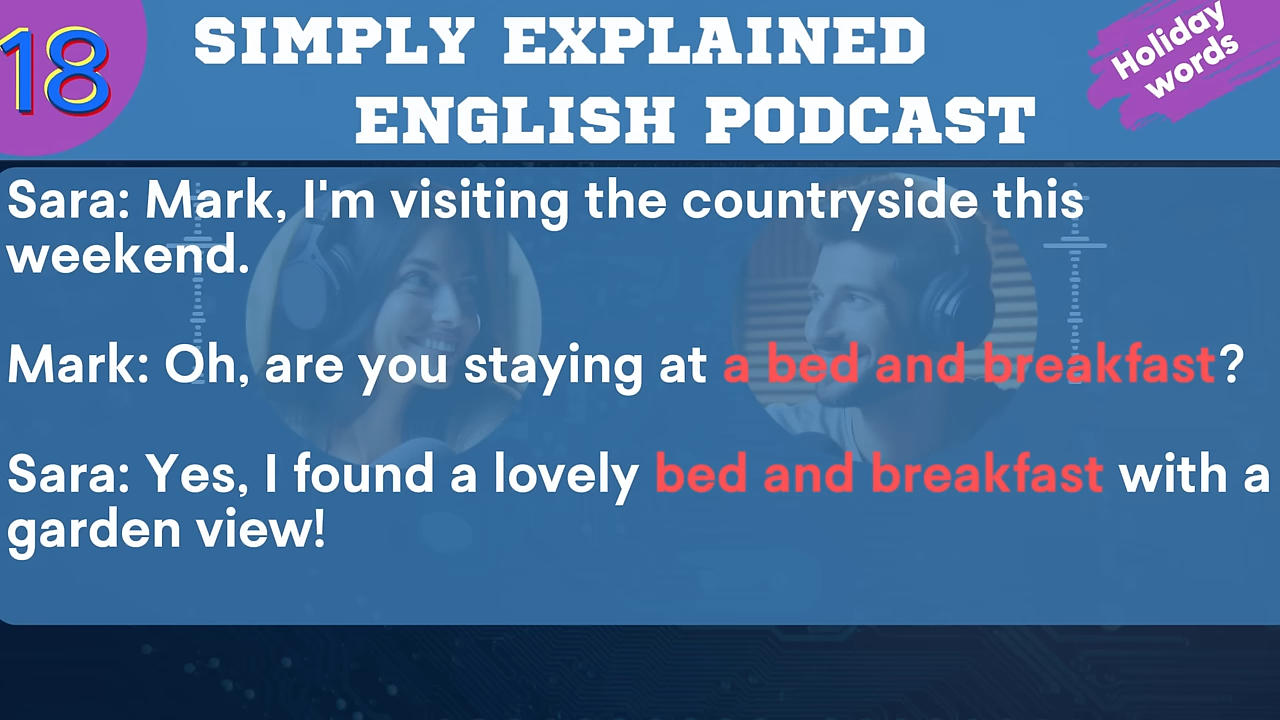 18
SIMPLY EXPLAINED
ENGLISH PODCAST
Holiday
words
Sara: Mark, I'm visiting the countryside this
weekend.
Mark: Oh, are you staying at a bed and breakfast?
Sara: Yes, I found a lovely bed and breakfast with a
garden view!